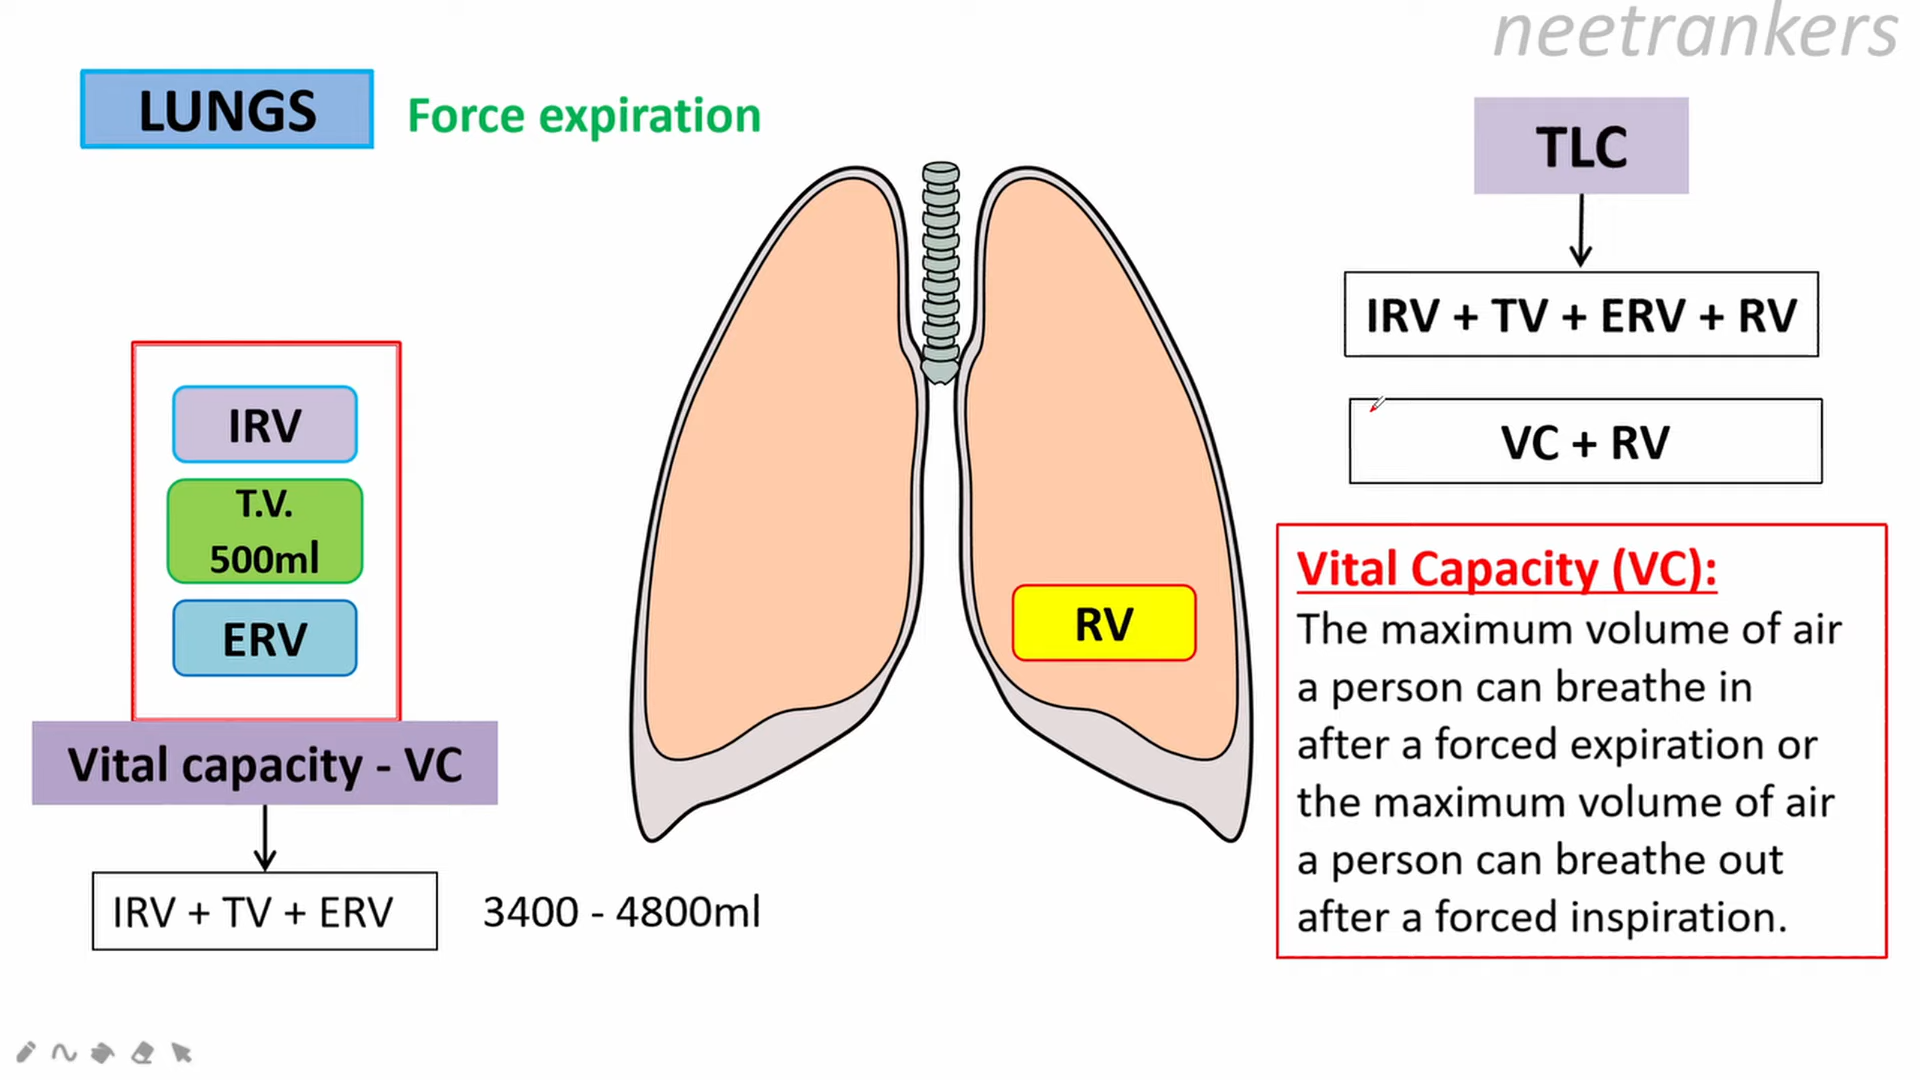 neetrankers
LUNGS
Force expiration
TLC
IRV + TV + ERV + RV
VC + RV
IRV
T.V.
500ml
ERV
RV
Vital capacity - VC
IRV + TV + ERV
3400 - 4800ml
Vital Capacity (VC):
The maximum volume of air
a person can breathe in
after a forced expiration or
the maximum volume of air
a person can breathe out
after a forced inspiration.